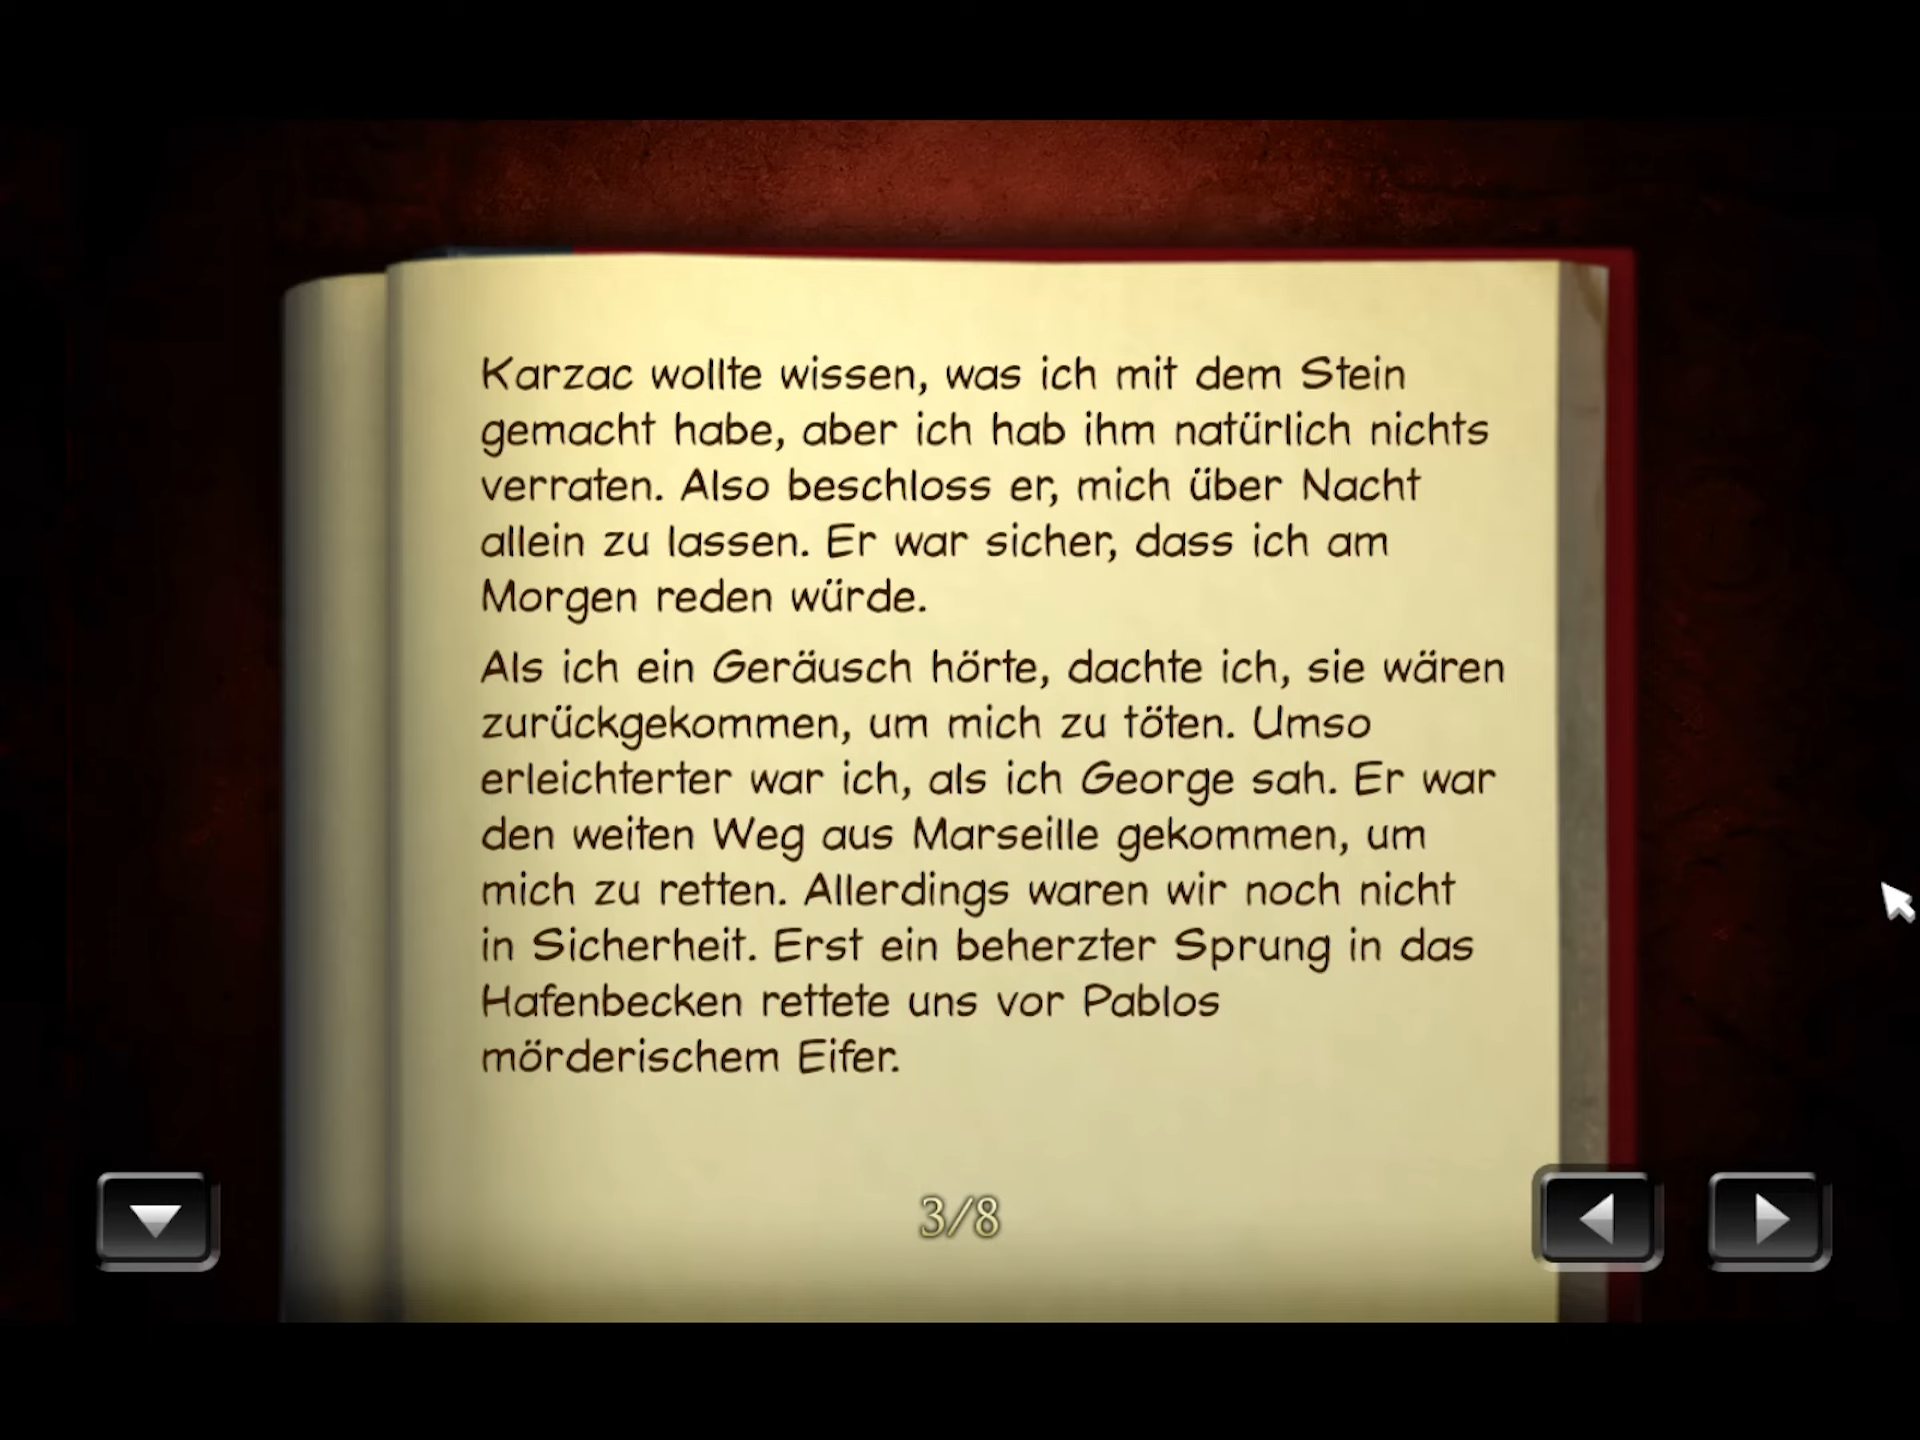 Karzac wollte wissen, was ich mit dem Stein
gemacht habe, aber ich hab ihm natürlich nichts
verraten. Also beschloss er, mich über Nacht
allein zu lassen. Er war sicher, dass ich am
Morgen reden würde.
Als ich ein Geräusch hörte, dachte ich, sie wären
zurückgekommen, um mich zu töten. Umso
erleichterter war ich, als ich George sah. Er war
den weiten Weg aus Marseille gekommen, um
mich zu retten. Allerdings waren wir noch nicht
in Sicherheit. Erst ein beherzter Sprung in das
Hafenbecken rettete uns vor Pablos
mörderischem Eifer.
3/8